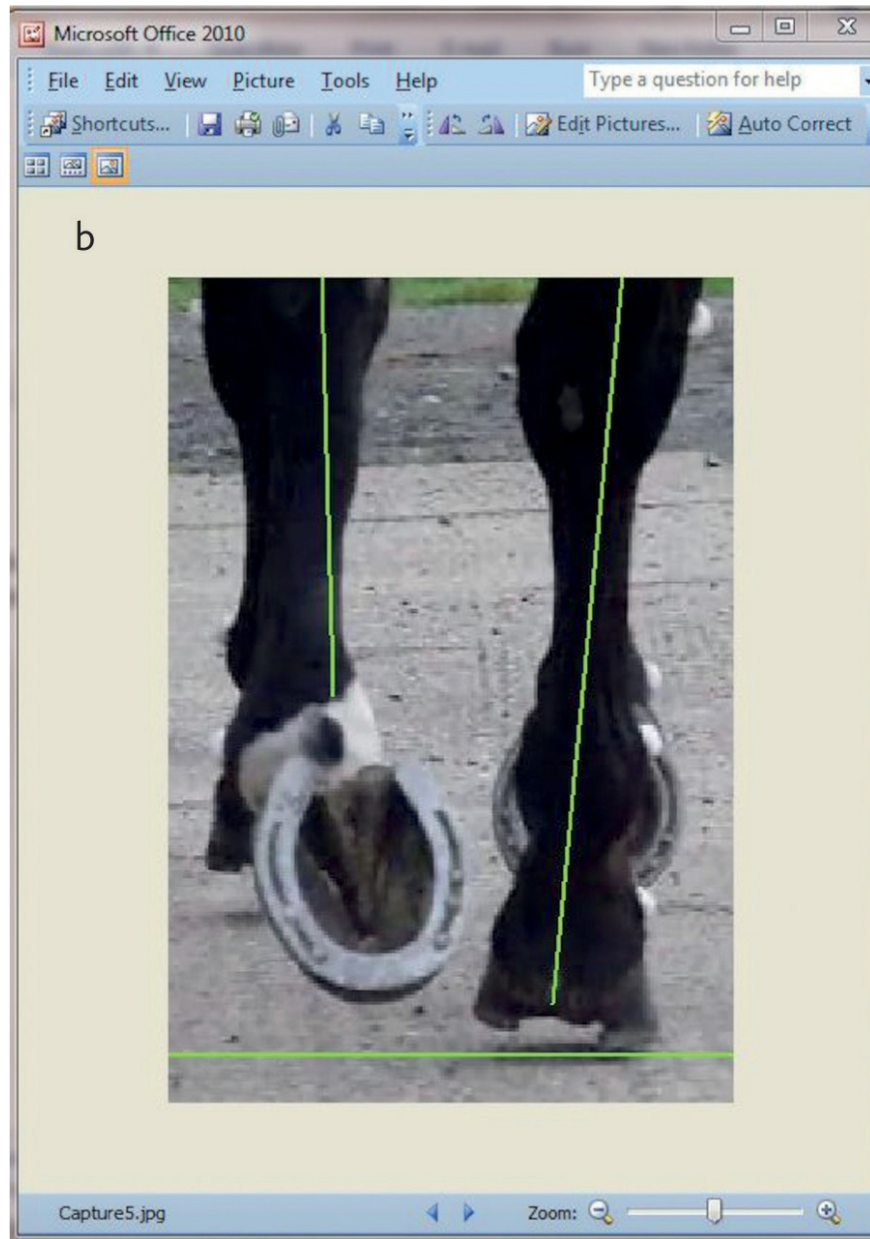 Microsoft Office 2010
File Edit View Picture Tools Help Type a question for help
Shortcuts... Edit Pictures... Auto Correct
b
Capture5.jpg Zoom: